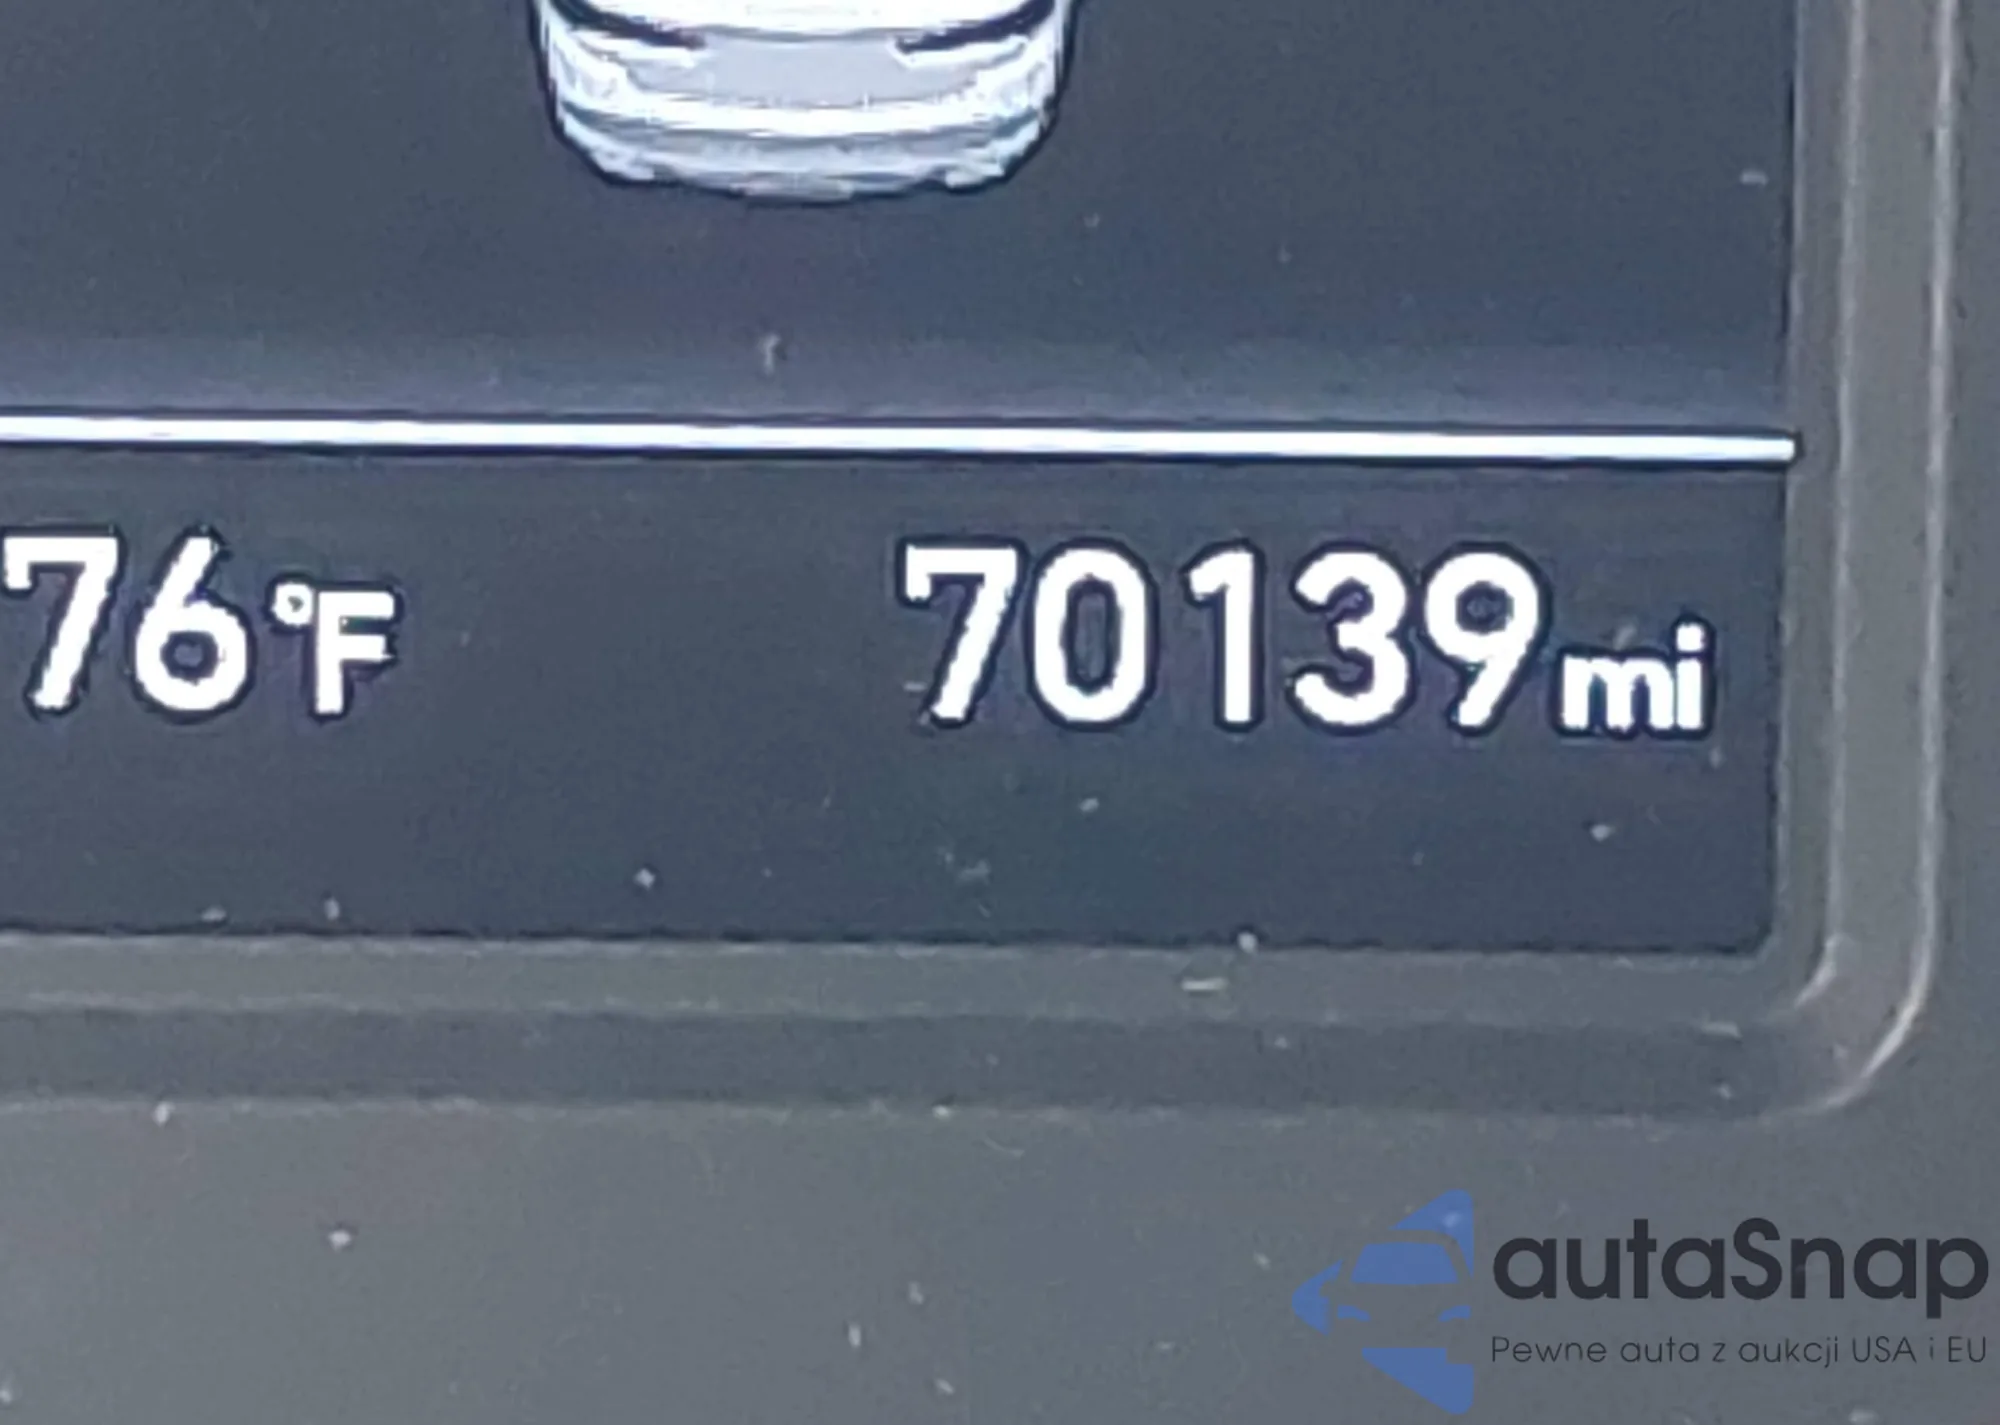 76°F 70139mi
autaSnap
Pewne auta z aukcji USA i EU